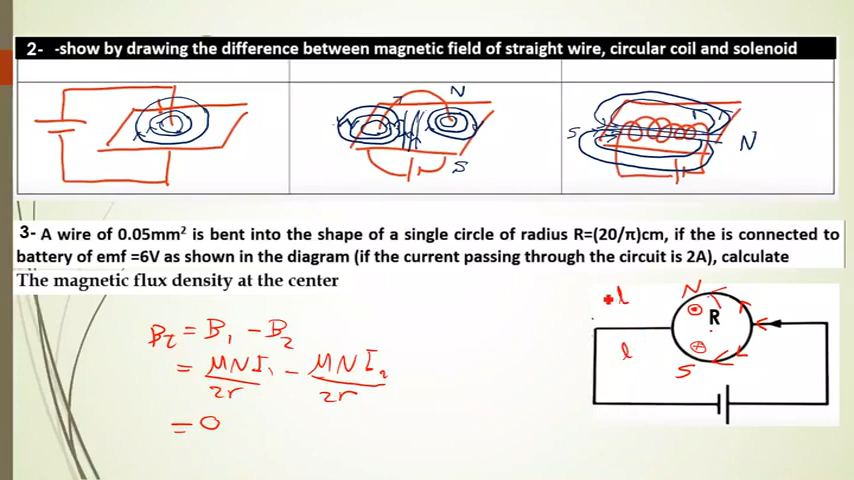 2- -show by drawing the difference between magnetic field of straight wire, circular coil and solenoid
N
S
S
N
3- A wire of 0.05mm² is bent into the shape of a single circle of radius R=(20/π)cm, if the is connected to
battery of emf =6V as shown in the diagram (if the current passing through the circuit is 2A), calculate
The magnetic flux density at the center
l
N
R
l
S
B_T = B₁ - B₂
= μNI₁/2r - μNI₂/2r
= 0